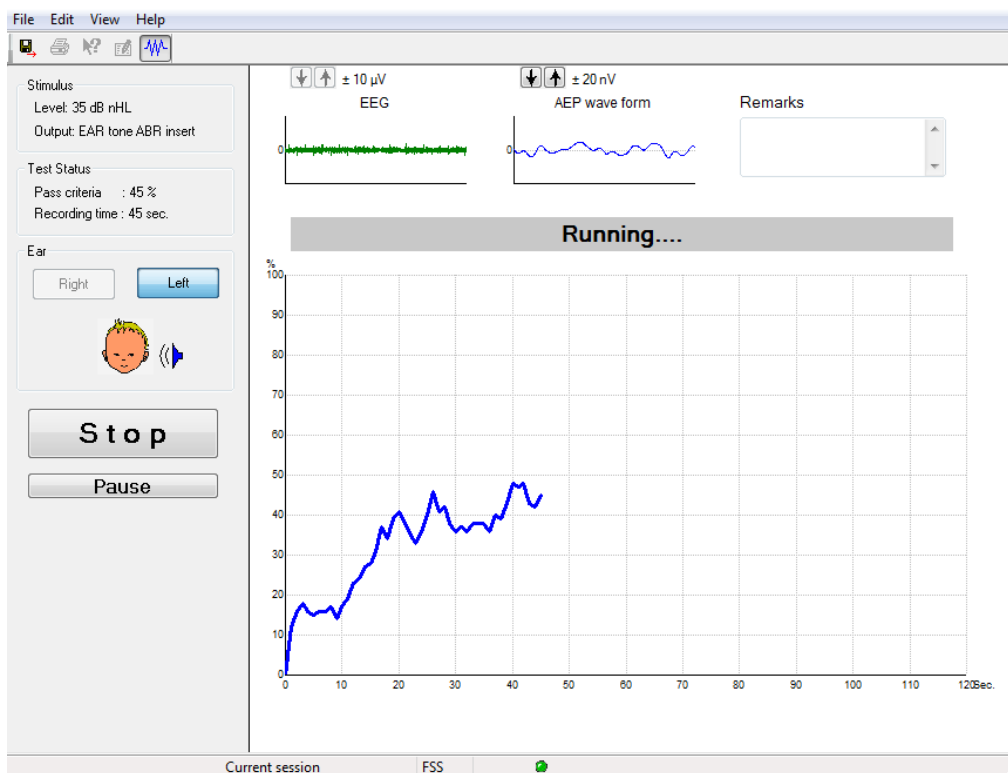 File Edit View Help
Stimulus
Level: 35 dB nHL
Output: EAR tone ABR insert
Test Status
Pass criteria : 45 %
Recording time : 45 sec.
Ear
Right Left
Stop
Pause
± 10 µV
EEG
0
± 20 nV
AEP wave form
0
Remarks
Running....
%
100
90
80
70
60
50
40
30
20
10
0
0 10 20 30 40 50 60 70 80 90 100 110 120 Sec.
Current session FSS